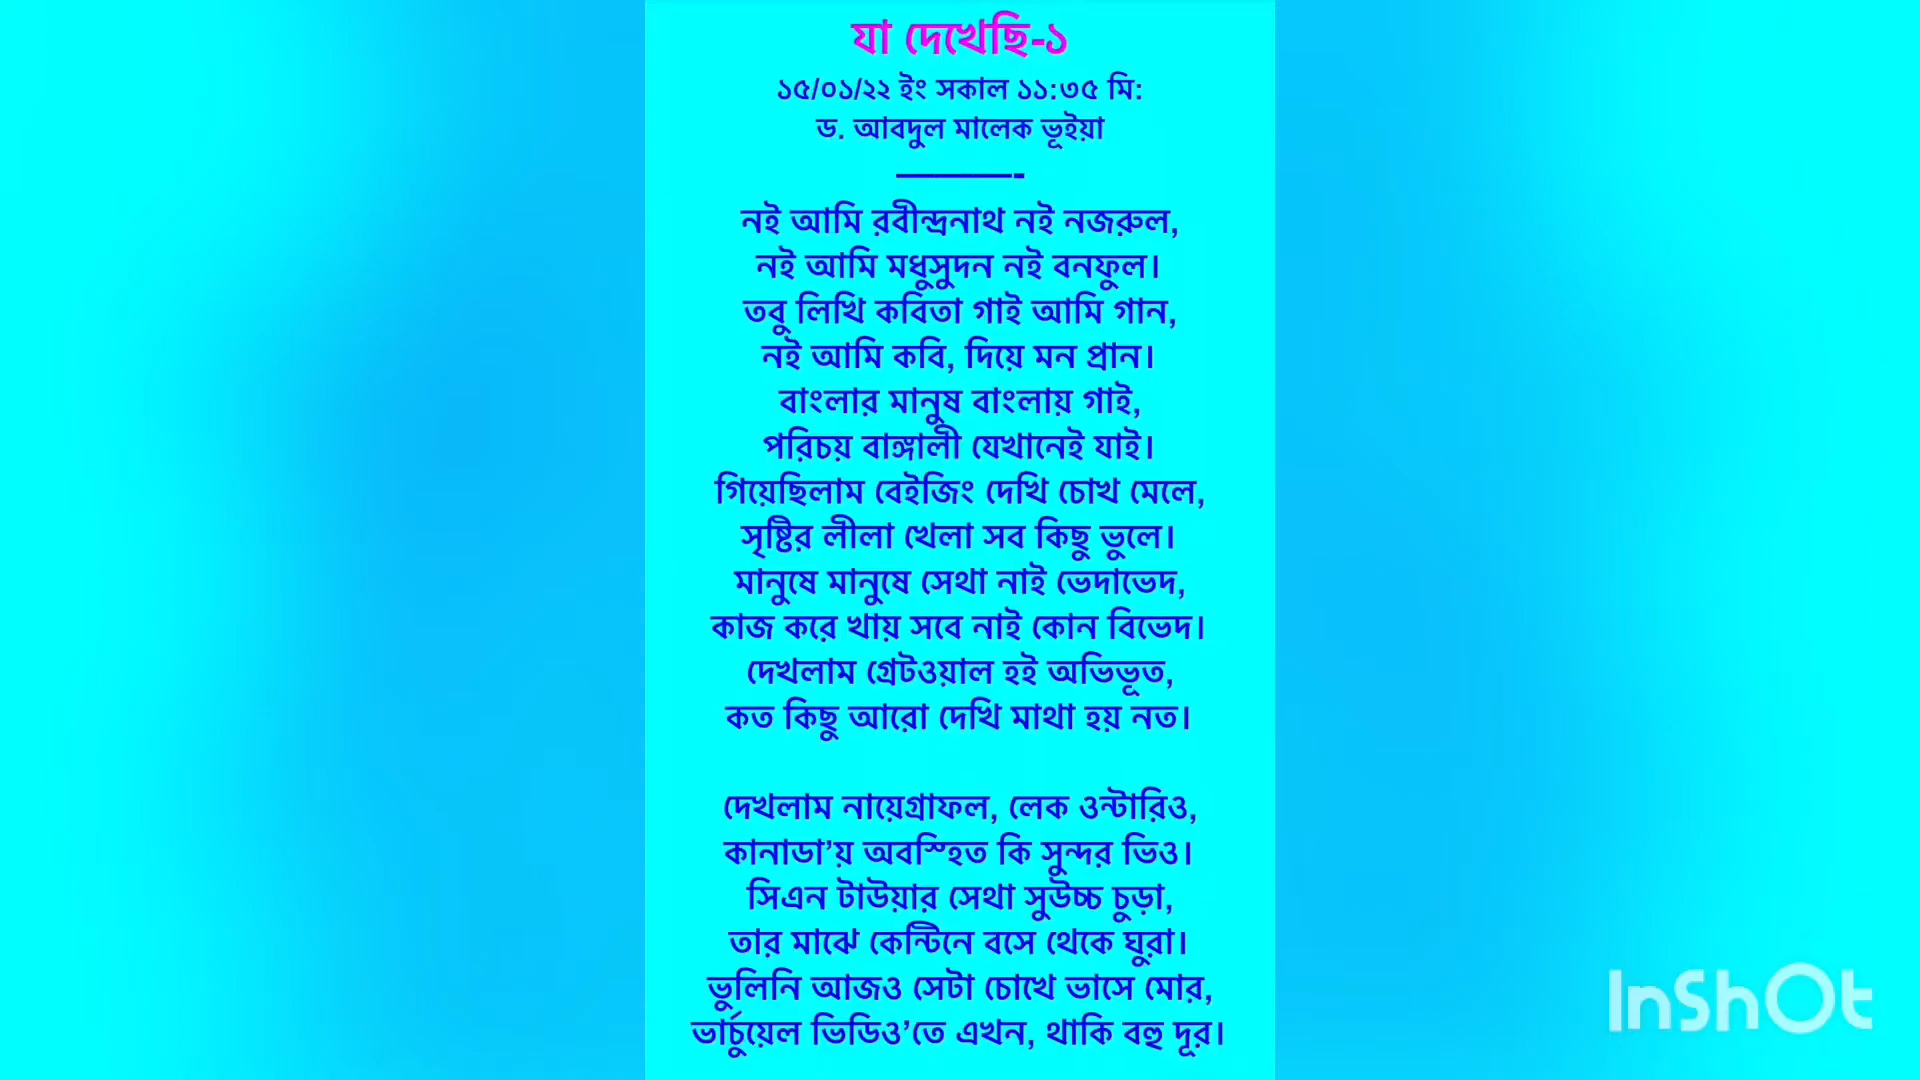 যা দেখেছি-১
১৫/০১/২২ ইং সকাল ১১:৩৫ মি:
ড. আবদুল মালেক ভূইয়া
————-
নই আমি রবীন্দ্রনাথ নই নজরুল,
নই আমি মধুসুদন নই বনফুল।
তবু লিখি কবিতা গাই আমি গান,
নই আমি কবি, দিয়ে মন প্রান।
বাংলার মানুষ বাংলায় গাই,
পরিচয় বাঙ্গালী যেখানেই যাই।
গিয়েছিলাম বেইজিং দেখি চোখ মেলে,
সৃষ্টির লীলা খেলা সব কিছু ভুলে।
মানুষে মানুষে সেথা নাই ভেদাভেদ,
কাজ করে খায় সবে নাই কোন বিভেদ।
দেখলাম গ্রেটওয়াল হই অভিভূত,
কত কিছু আরো দেখি মাথা হয় নত।
দেখলাম নায়েগ্রাফল, লেক ওন্টারিও,
কানাডা’য় অবস্হিত কি সুন্দর ভিও।
সিএন টাউয়ার সেথা সুউচ্চ চুড়া,
তার মাঝে কেন্টিনে বসে থেকে ঘুরা।
ভুলিনি আজও সেটা চোখে ভাসে মোর,
ভার্চুয়েল ভিডিও’তে এখন, থাকি বহু দূর।
InShOt